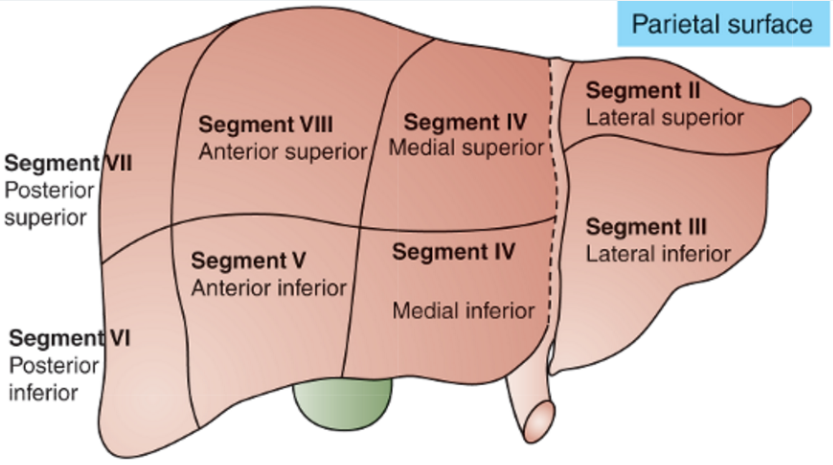 Parietal surface
Segment II
Lateral superior
Segment VIII
Anterior superior
Segment IV
Medial superior
Segment VII
Posterior
superior
Segment III
Lateral inferior
Segment V
Anterior inferior
Segment IV
Medial inferior
Segment VI
Posterior
inferior